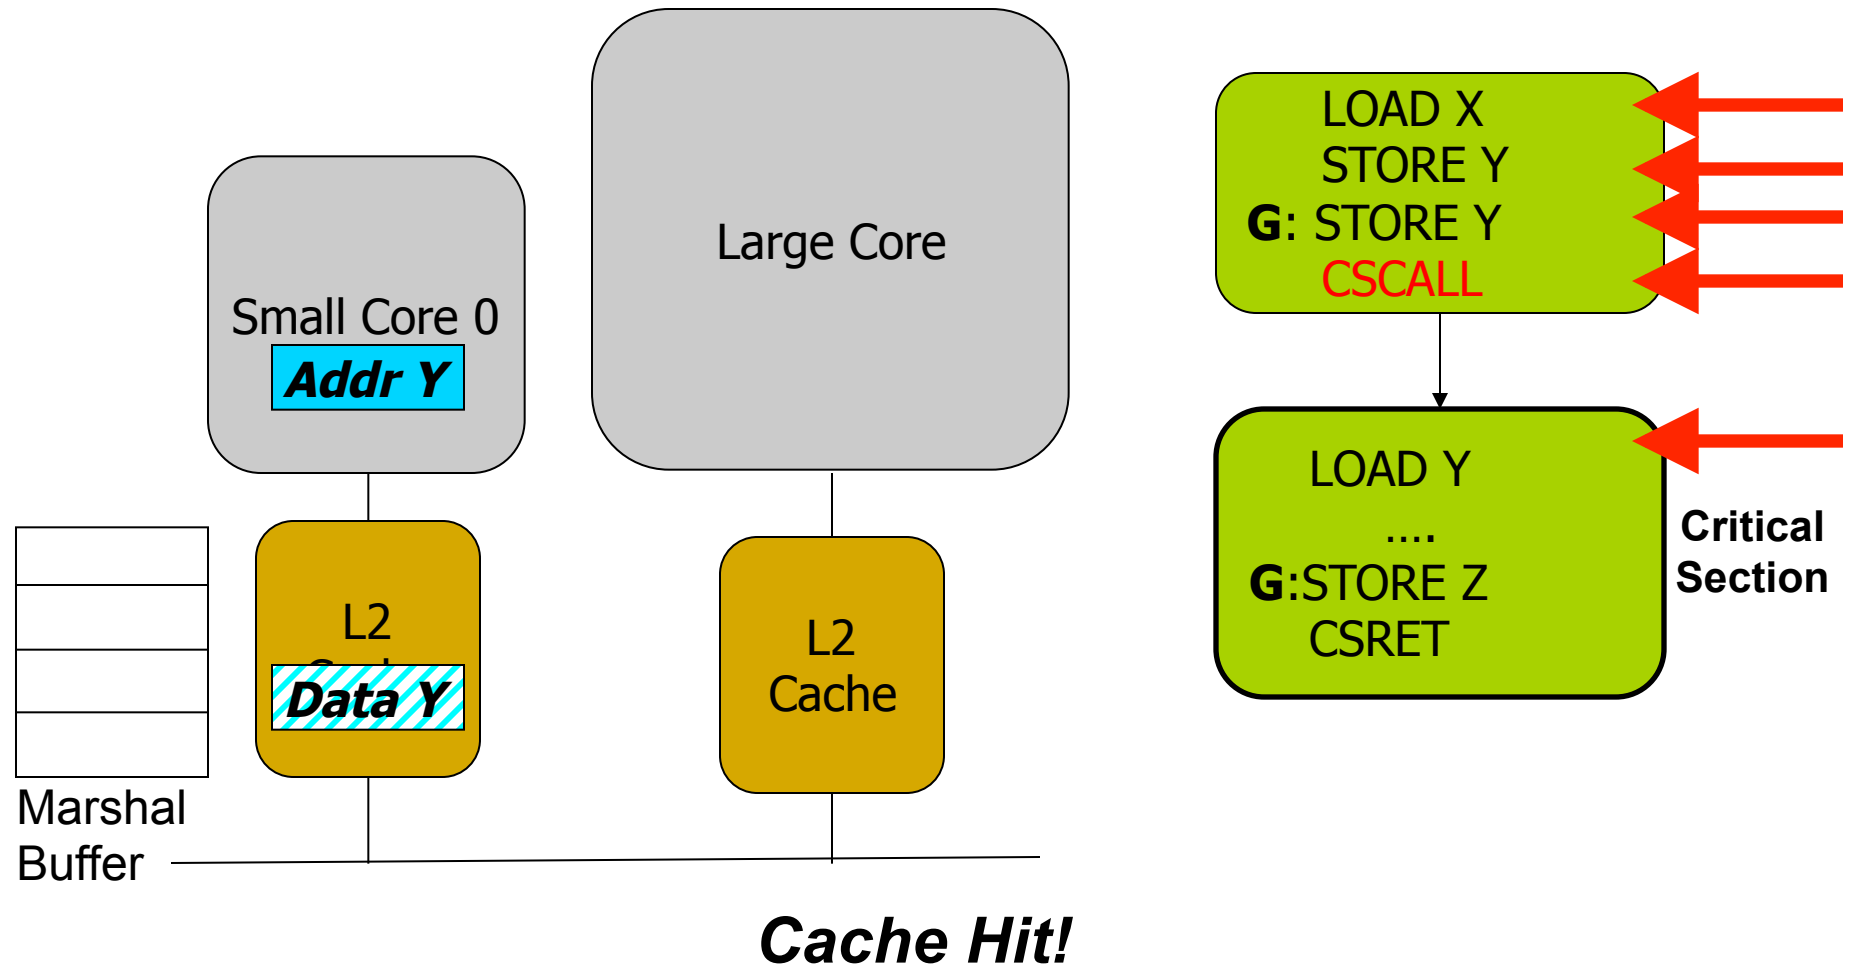 Small Core 0
Addr Y
Large Core
LOAD X
STORE Y
G: STORE Y
CSCALL
LOAD Y
....
G:STORE Z
CSRET
Critical
Section
L2
Data Y
L2
Cache
Marshal
Buffer
Cache Hit!